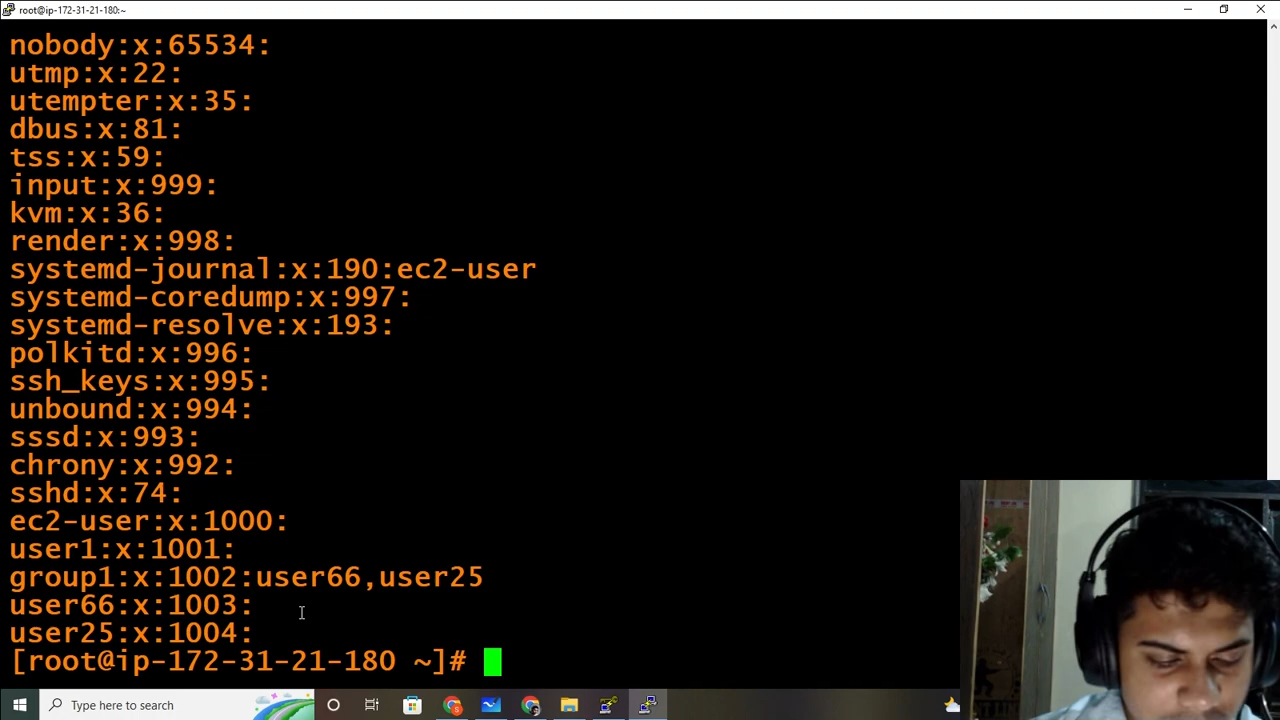 root@ip-172-31-21-180:~
nobody:x:65534:
utmp:x:22:
utempter:x:35:
dbus:x:81:
tss:x:59:
input:x:999:
kvm:x:36:
render:x:998:
systemd-journal:x:190:ec2-user
systemd-coredump:x:997:
systemd-resolve:x:193:
polkitd:x:996:
ssh_keys:x:995:
unbound:x:994:
sssd:x:993:
chrony:x:992:
sshd:x:74:
ec2-user:x:1000:
user1:x:1001:
group1:x:1002:user66,user25
user66:x:1003:
user25:x:1004:
[root@ip-172-31-21-180 ~]#
Type here to search